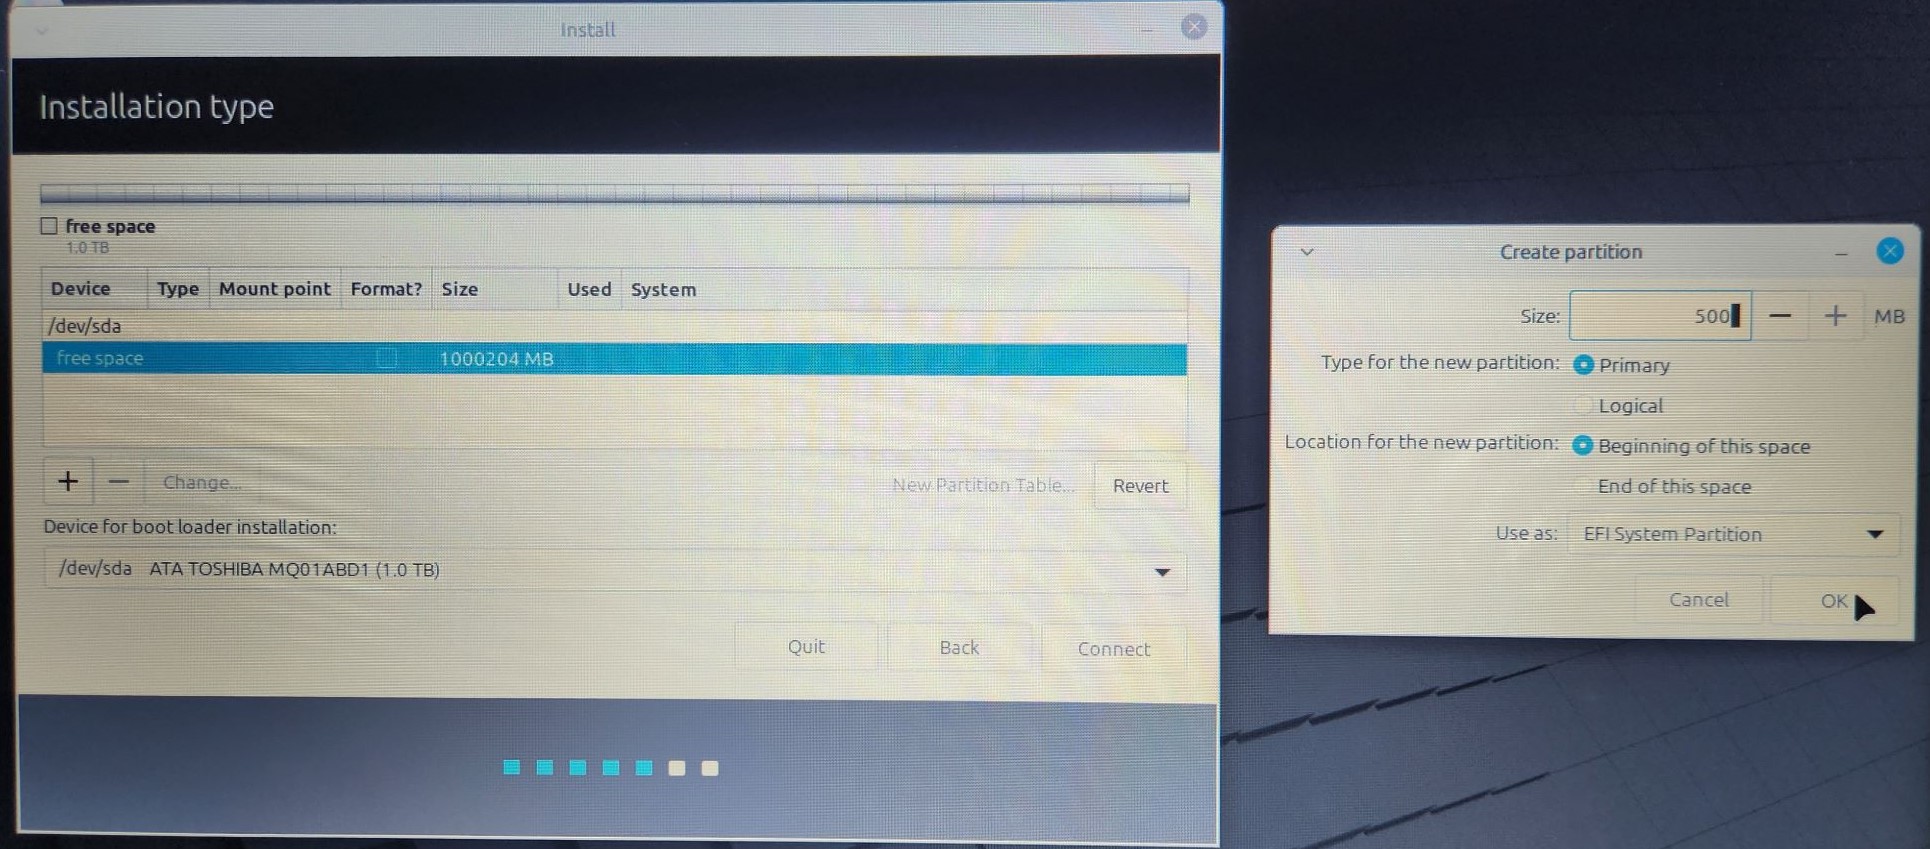 Install
Installation type
free space
1.0 TB
Device Type Mount point Format? Size Used System
/dev/sda
free space 1000204 MB
+ − Change... New Partition Table... Revert
Device for boot loader installation:
/dev/sda ATA TOSHIBA MQ01ABD1 (1.0 TB)
Quit Back Connect
Create partition
Size: 500 − + MB
Type for the new partition: Primary
Logical
Location for the new partition: Beginning of this space
End of this space
Use as: EFI System Partition
Cancel OK